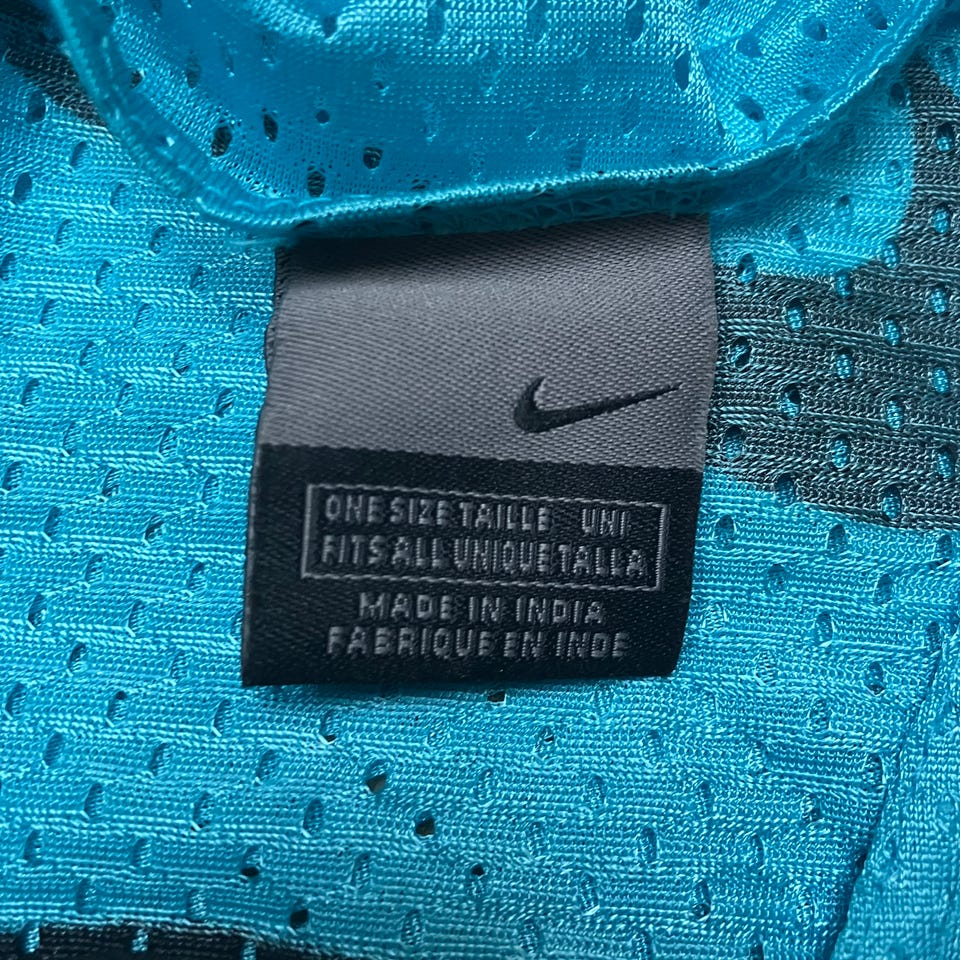 ONE SIZE TAILLE UNI
FITS ALL UNIQUE TALLA
MADE IN INDIA
FABRIQUE EN INDE